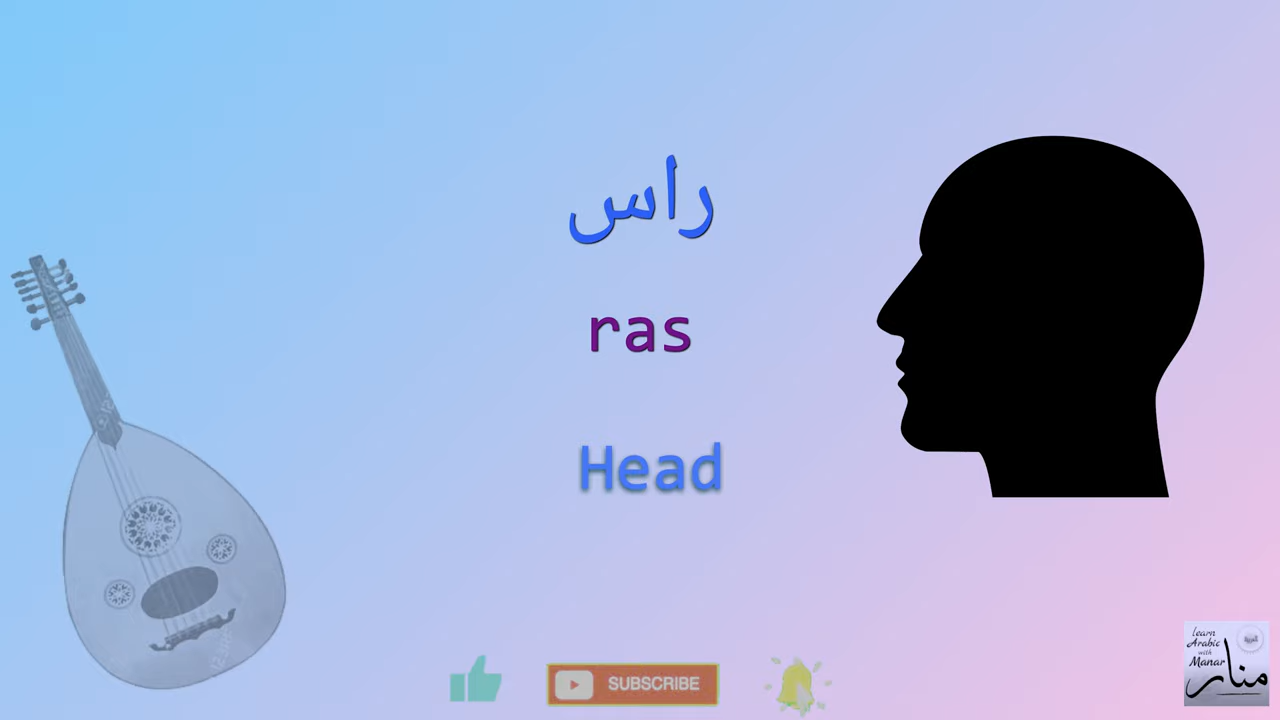 راس
ras
Head
SUBSCRIBE
learn
Arabic
with
Manar
منار